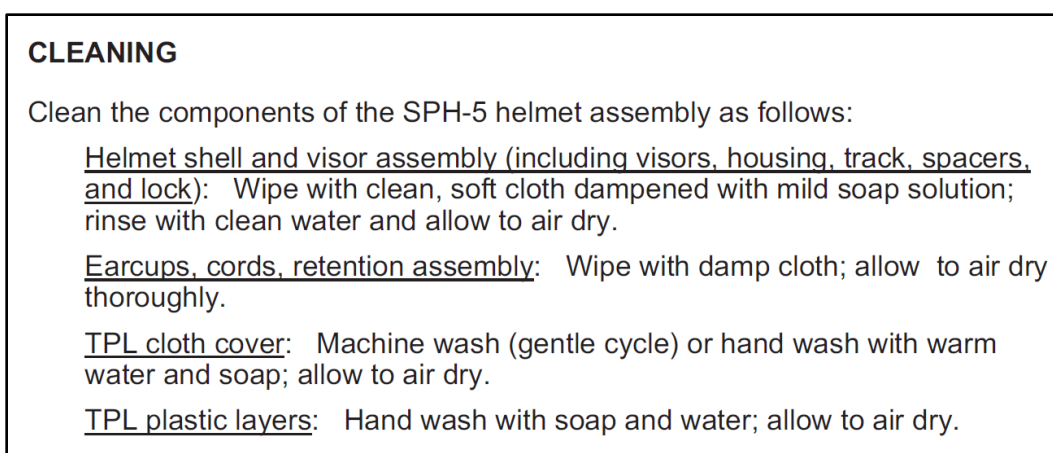 CLEANING
Clean the components of the SPH-5 helmet assembly as follows:
Helmet shell and visor assembly (including visors, housing, track, spacers,
and lock): Wipe with clean, soft cloth dampened with mild soap solution;
rinse with clean water and allow to air dry.
Earcups, cords, retention assembly: Wipe with damp cloth; allow to air dry
thoroughly.
TPL cloth cover: Machine wash (gentle cycle) or hand wash with warm
water and soap; allow to air dry.
TPL plastic layers: Hand wash with soap and water; allow to air dry.